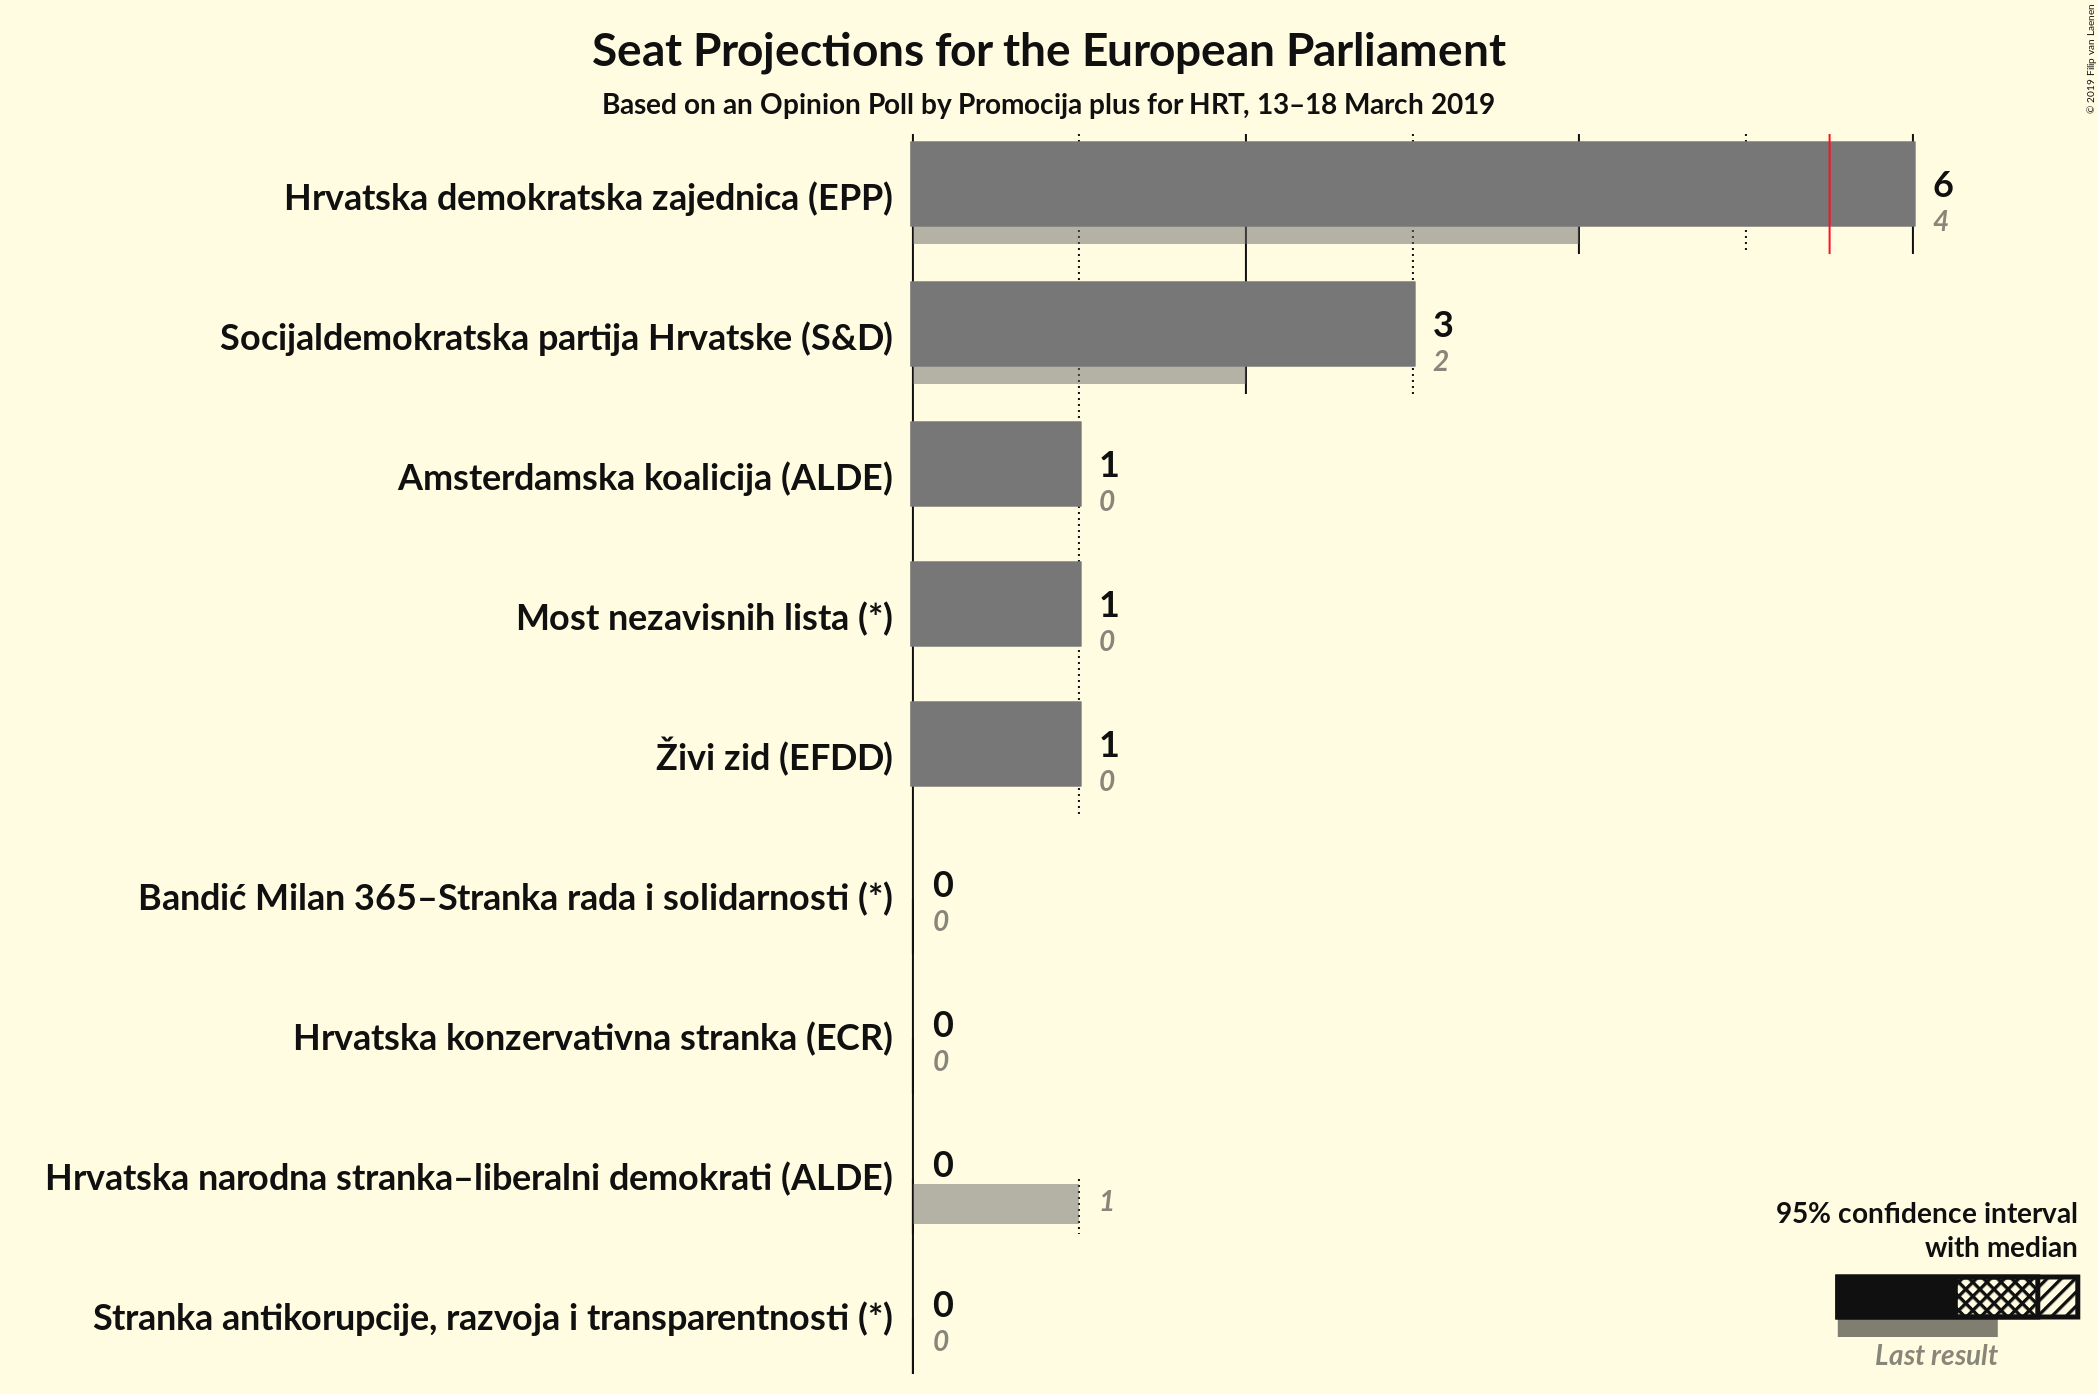 Seat Projections for the European Parliament
Based on an Opinion Poll by Promocija plus for HRT, 13–18 March 2019
© 2019 Filip van Laenen
Hrvatska demokratska zajednica (EPP)
6
4
Socijaldemokratska partija Hrvatske (S&D)
3
2
Amsterdamska koalicija (ALDE)
1
0
Most nezavisnih lista (*)
1
0
Živi zid (EFDD)
1
0
Bandić Milan 365–Stranka rada i solidarnosti (*)
0
0
Hrvatska konzervativna stranka (ECR)
0
0
Hrvatska narodna stranka–liberalni demokrati (ALDE)
0
1
Stranka antikorupcije, razvoja i transparentnosti (*)
0
0
95% confidence interval
with median
Last result